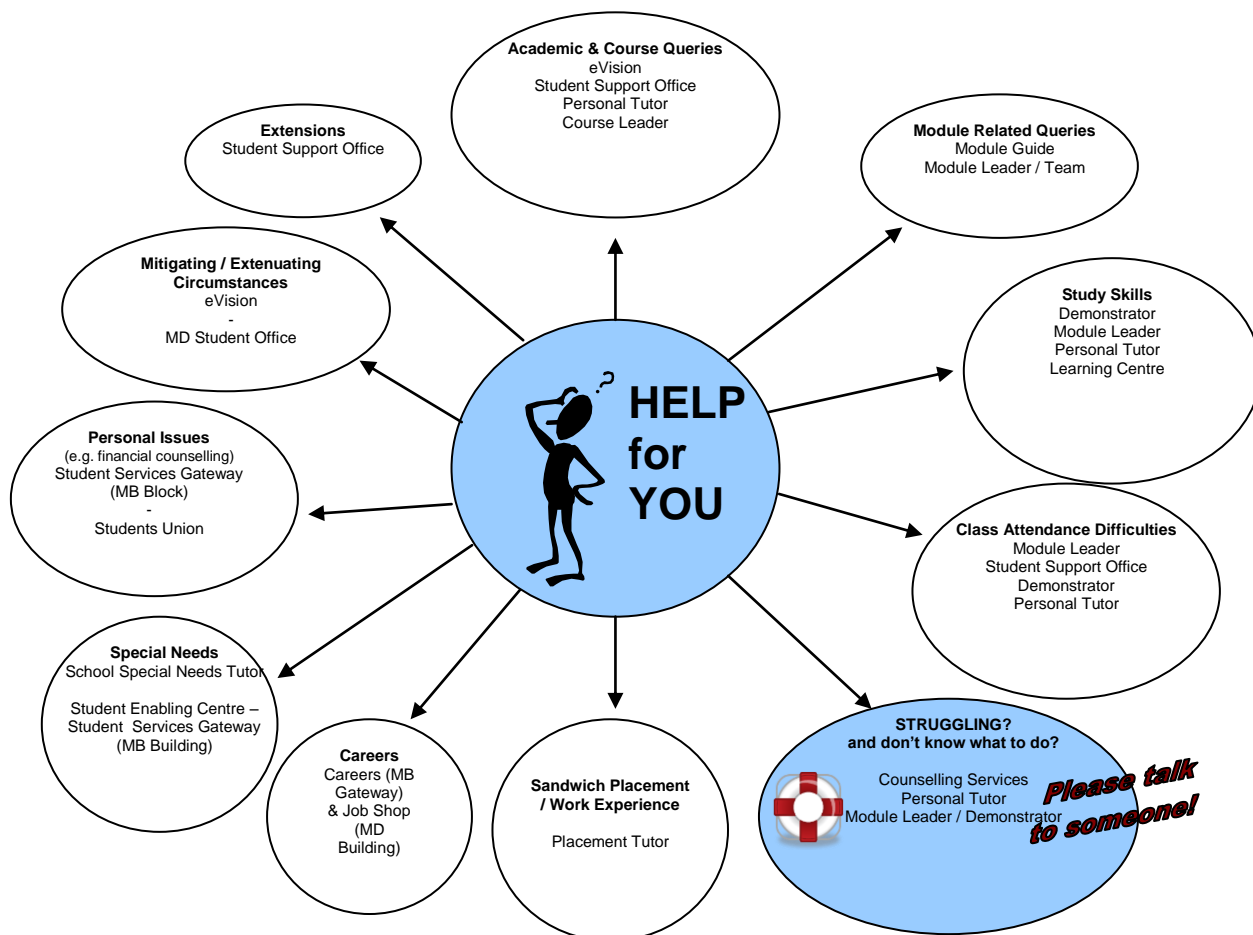 Academic & Course Queries
eVision
Student Support Office
Personal Tutor
Course Leader
Extensions
Student Support Office
Module Related Queries
Module Guide
Module Leader / Team
Mitigating / Extenuating
Circumstances
eVision
-
MD Student Office
Study Skills
Demonstrator
Module Leader
Personal Tutor
Learning Centre
?
HELP
for
YOU
Personal Issues
(e.g. financial counselling)
Student Services Gateway
(MB Block)
-
Students Union
Class Attendance Difficulties
Module Leader
Student Support Office
Demonstrator
Personal Tutor
Special Needs
School Special Needs Tutor
Student Enabling Centre –
Student Services Gateway
(MB Building)
Careers
Careers (MB
Gateway)
& Job Shop
(MD
Building)
Sandwich Placement
/ Work Experience
Placement Tutor
STRUGGLING?
and don't know what to do?
Counselling Services
Personal Tutor
Module Leader / Demonstrator
Please talk
to someone!